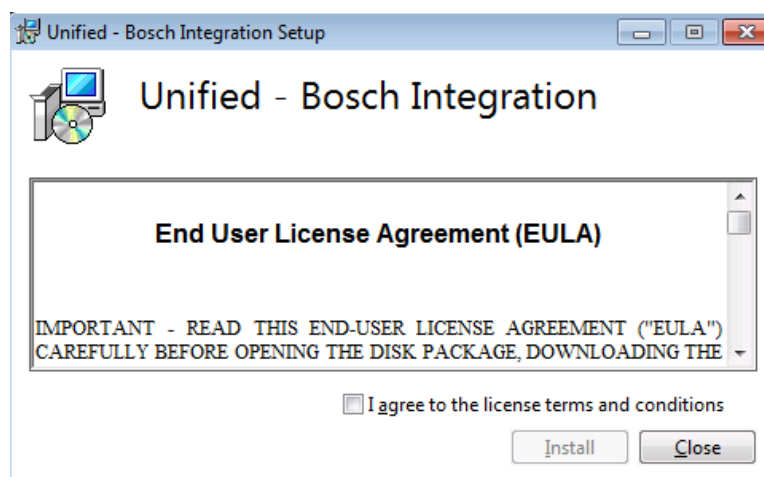 Unified - Bosch Integration Setup
Unified - Bosch Integration
End User License Agreement (EULA)
IMPORTANT - READ THIS END-USER LICENSE AGREEMENT ("EULA")
CAREFULLY BEFORE OPENING THE DISK PACKAGE, DOWNLOADING THE
I agree to the license terms and conditions
Install Close